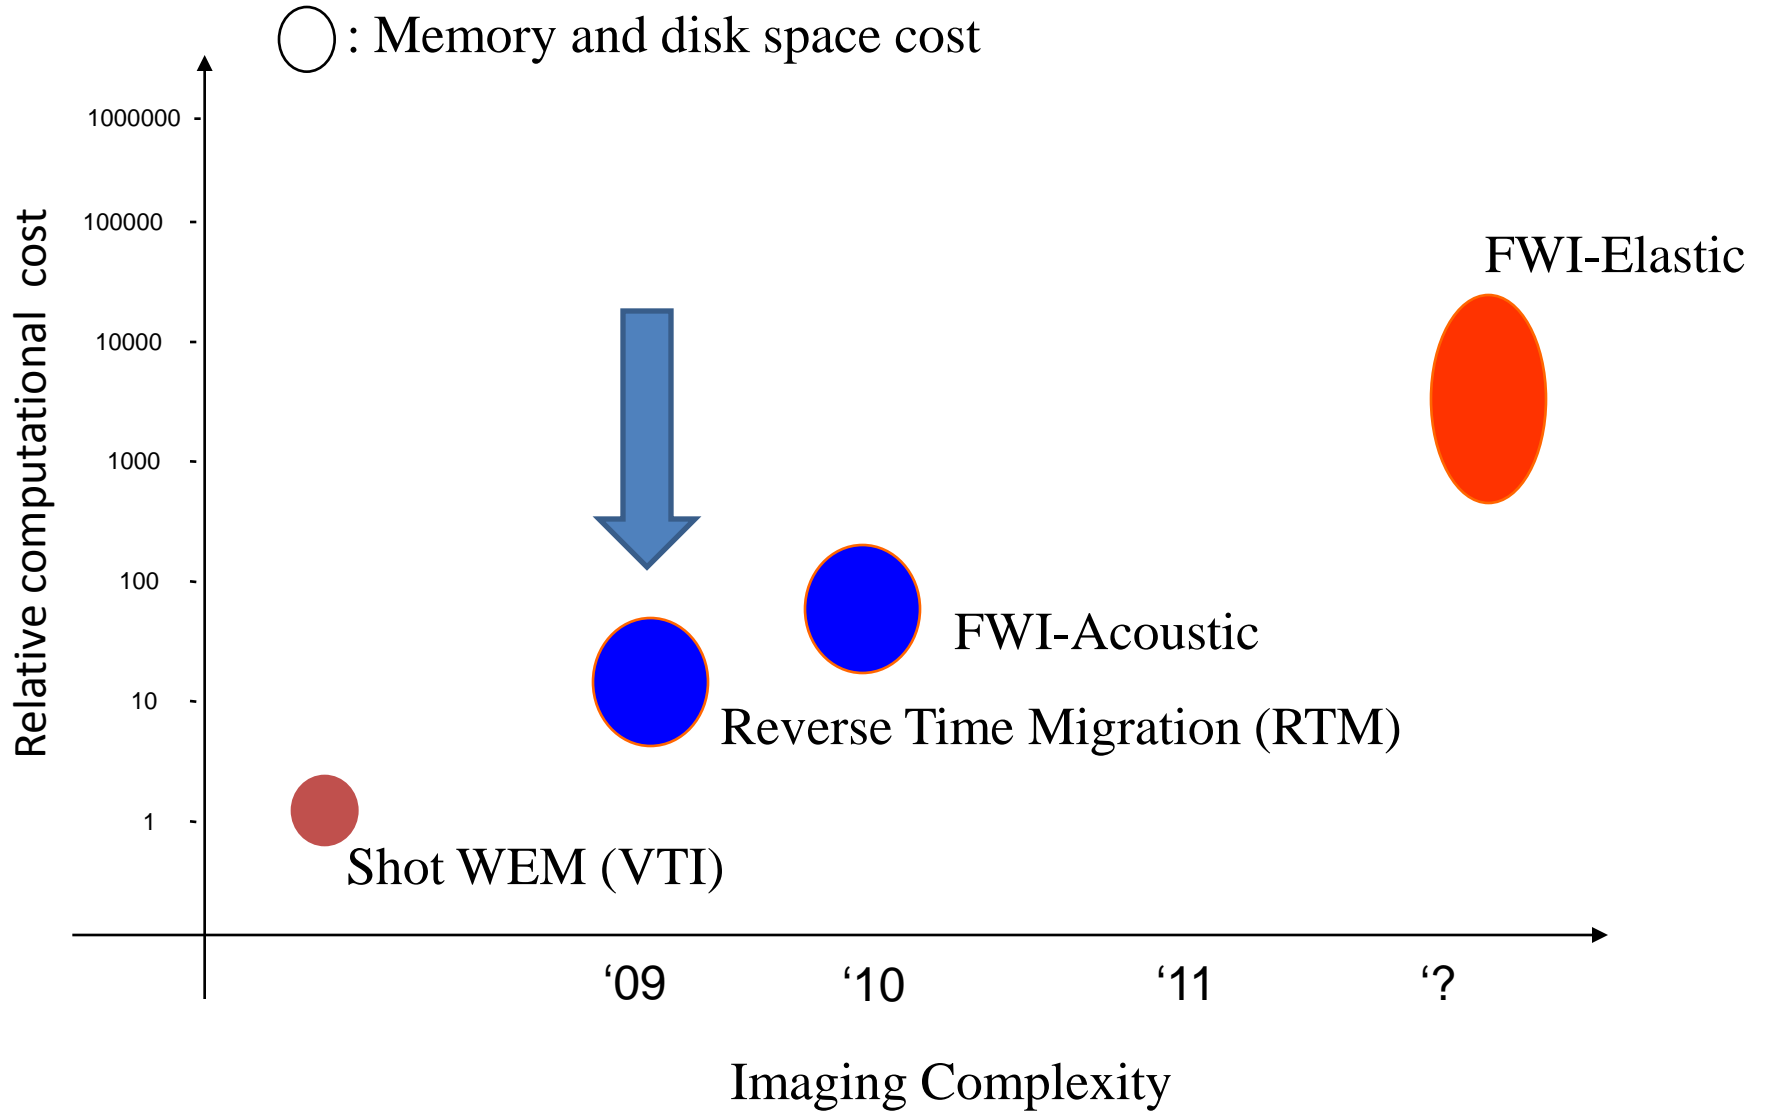 : Memory and disk space cost
1000000 -
100000 -
10000 -
1000 -
100 -
10 -
1 -
Relative computational cost
FWI-Elastic
FWI-Acoustic
Reverse Time Migration (RTM)
Shot WEM (VTI)
‘09 ‘10 ‘11 ‘?
Imaging Complexity